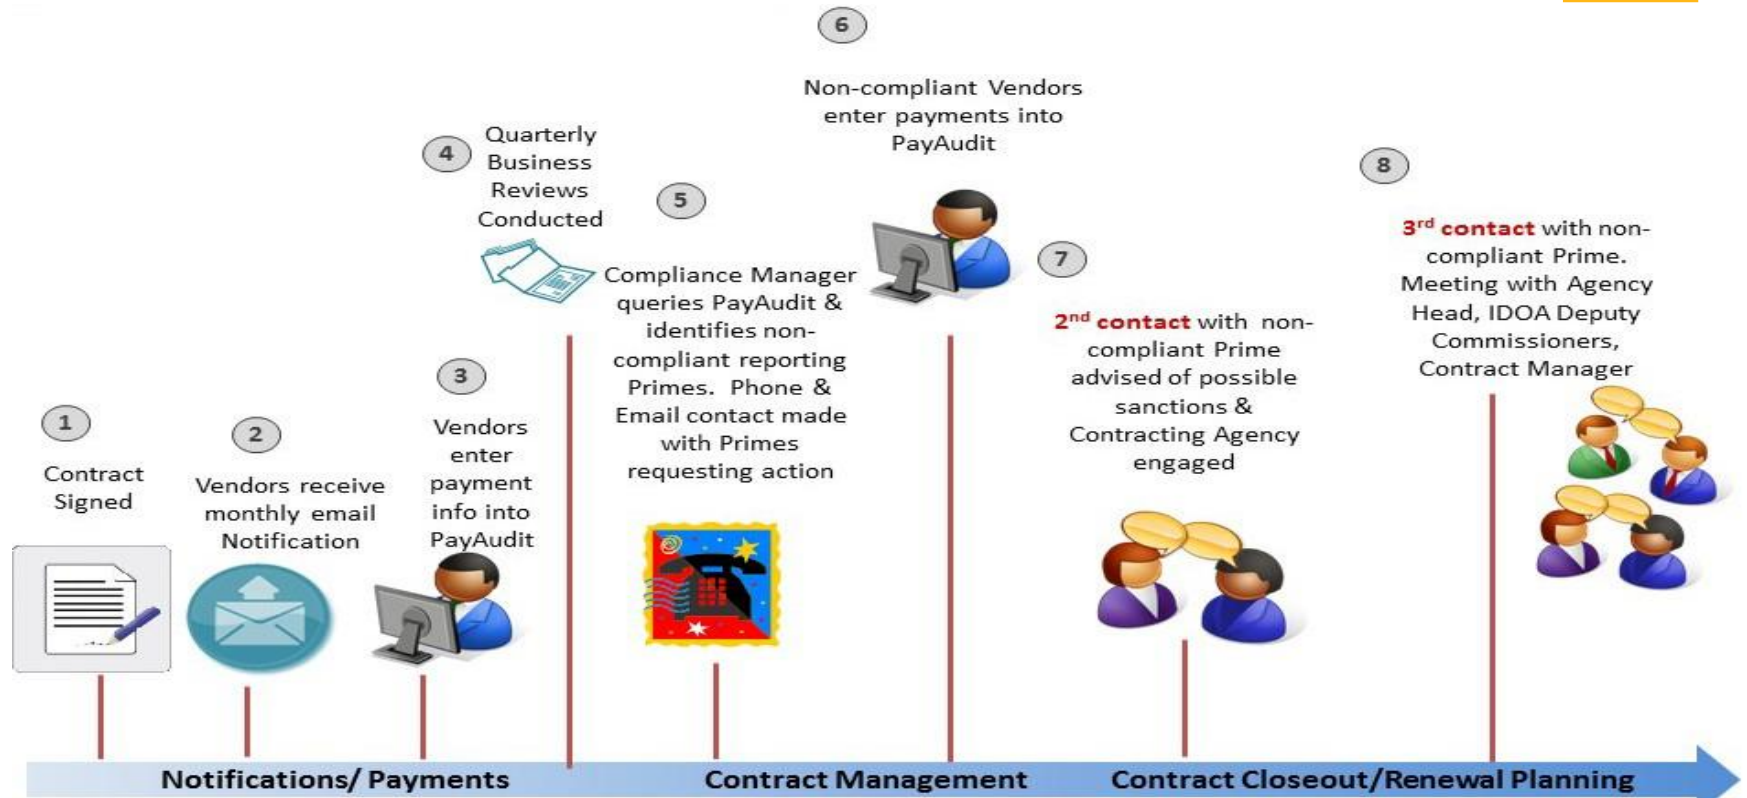 1
Contract
Signed
2
Vendors receive
monthly email
Notification
3
Vendors
enter
payment
info into
PayAudit
4
Quarterly
Business
Reviews
Conducted
5
Compliance Manager
queries PayAudit &
identifies non-
compliant reporting
Primes. Phone &
Email contact made
with Primes
requesting action
6
Non-compliant Vendors
enter payments into
PayAudit
7
2nd contact with non-
compliant Prime
advised of possible
sanctions &
Contracting Agency
engaged
8
3rd contact with non-
compliant Prime.
Meeting with Agency
Head, IDOA Deputy
Commissioners,
Contract Manager
Notifications/ Payments
Contract Management
Contract Closeout/Renewal Planning